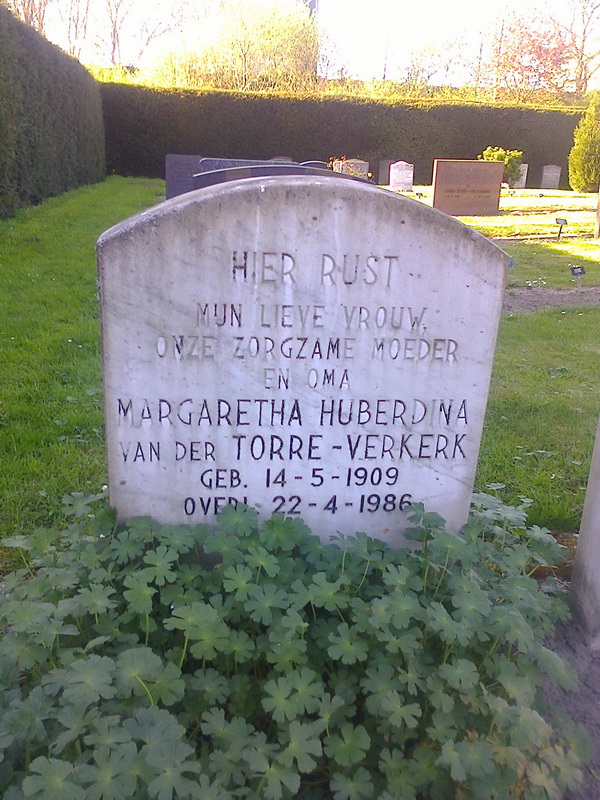 HIER RUST
MIJN LIEVE VROUW,
ONZE ZORGZAME MOEDER
EN OMA
MARGARETHA HUBERDINA
VAN DER TORRE-VERKERK
GEB. 14-5-1909
OVERL. 22-4-1986